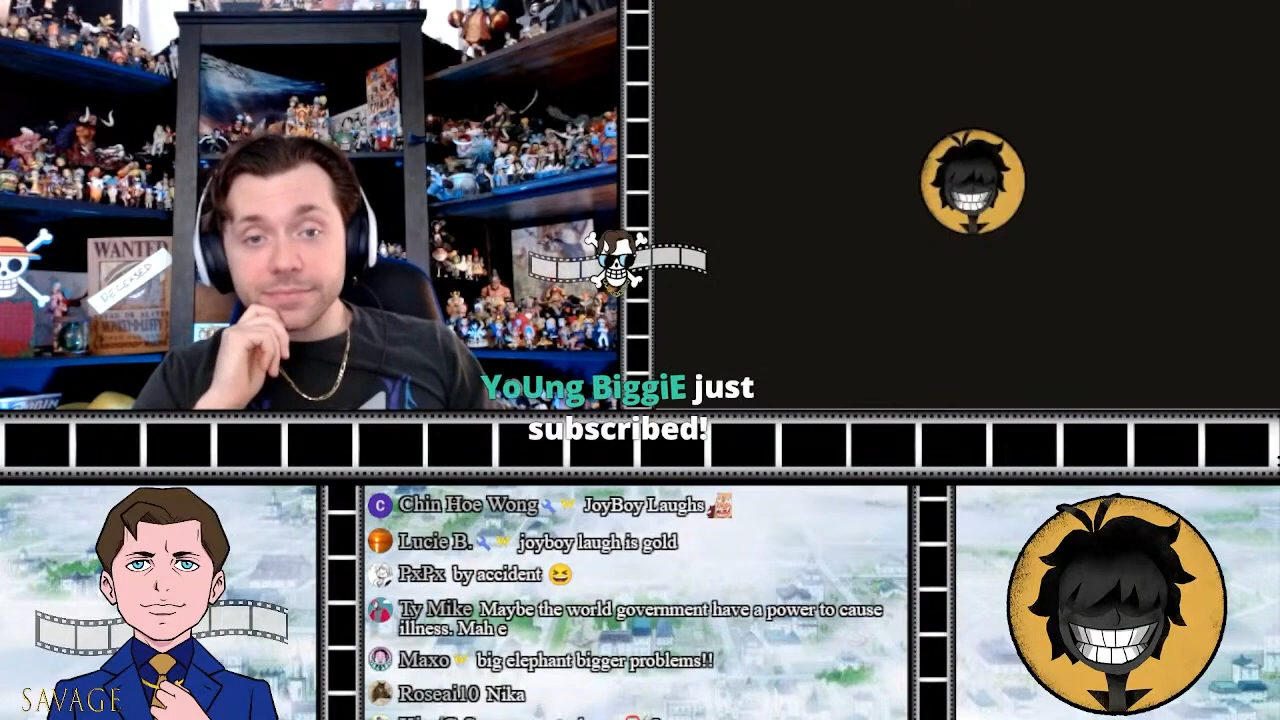 WANTED
DECEASED
YoUng BiggiE just
subscribed!
C Chin Hoe Wong JoyBoy Laughs
Lucie B. joyboy laugh is gold
PxPx by accident
Ty Mike Maybe the world government have a power to cause
illness. Mah e
Maxo big elephant bigger problems!!
Roseai10 Nika
SAVAGE